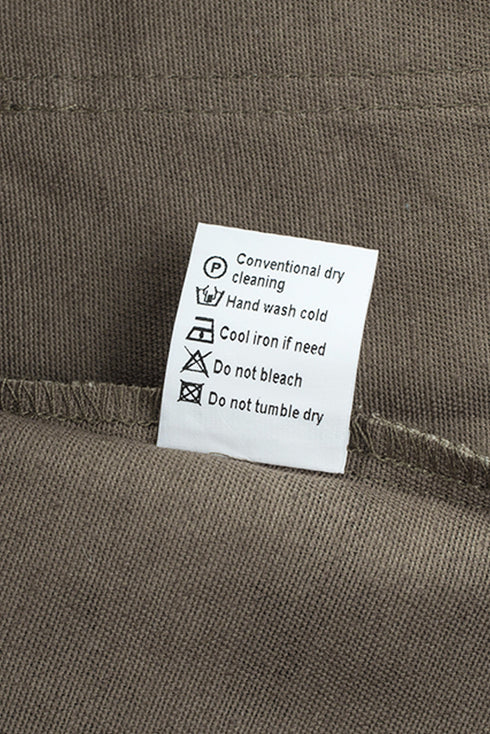 P Conventional dry
cleaning
Hand wash cold
Cool iron if need
Do not bleach
Do not tumble dry